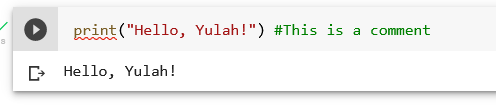 print("Hello, Yulah!") #This is a comment
Hello, Yulah!